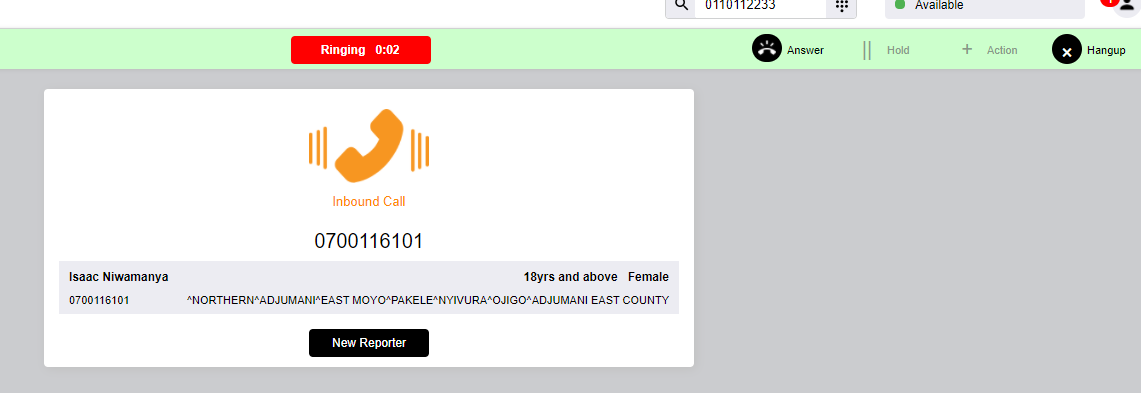 0110112233
Available
Ringing 0:02
Answer
Hold
+ Action
Hangup
Inbound Call
0700116101
Isaac Niwamanya 18yrs and above Female
0700116101 ^NORTHERN^ADJUMANI^EAST MOYO^PAKELE^NYIVURA^OJIGO^ADJUMANI EAST COUNTY
New Reporter